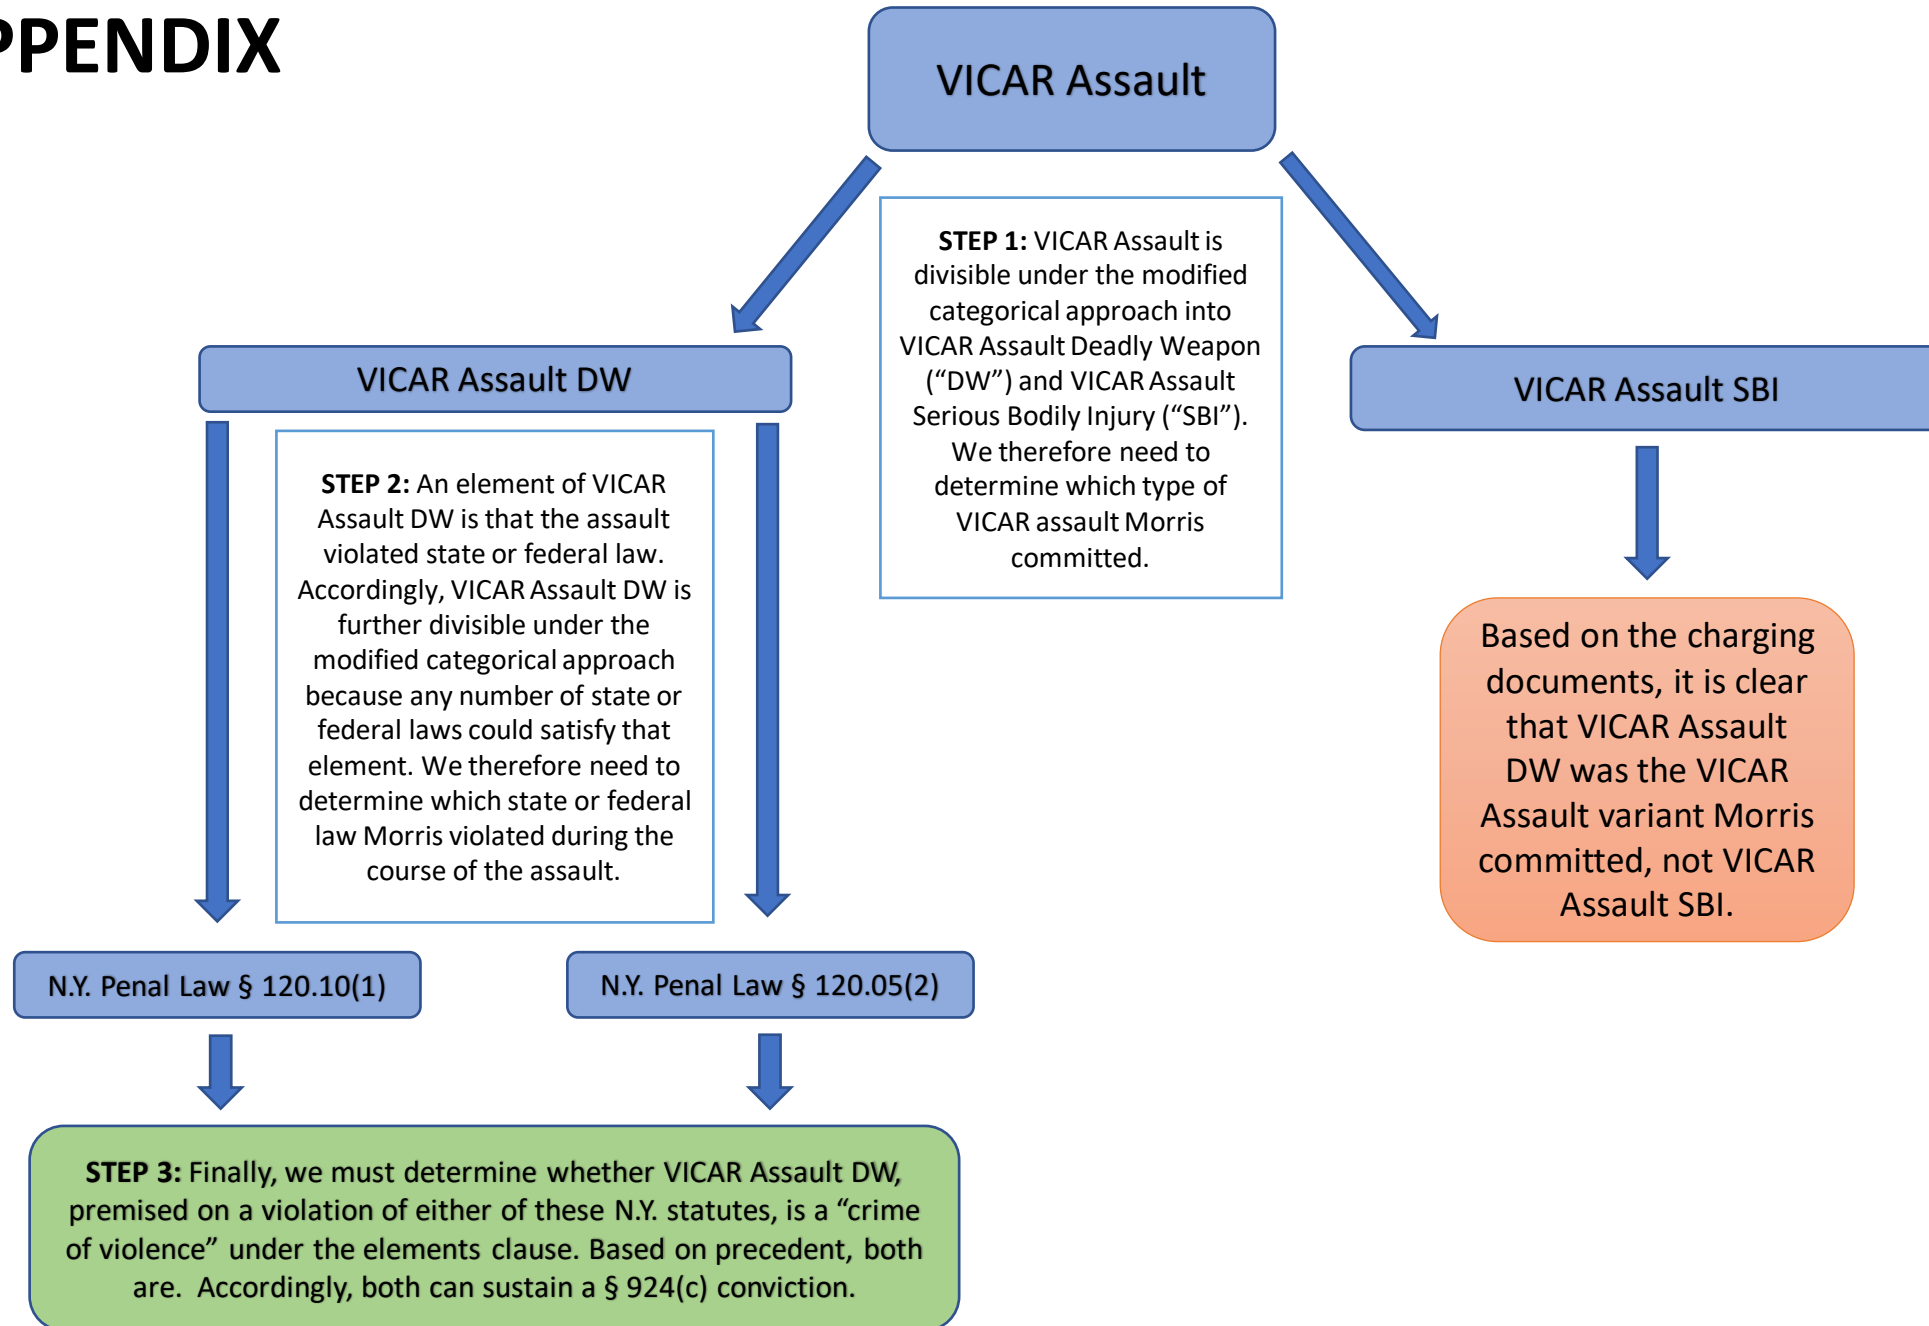 PPENDIX
VICAR Assault
STEP 1: VICAR Assault is
divisible under the modified
categorical approach into
VICAR Assault Deadly Weapon
(“DW”) and VICAR Assault
Serious Bodily Injury (“SBI”).
We therefore need to
determine which type of
VICAR assault Morris
committed.
VICAR Assault DW
VICAR Assault SBI
STEP 2: An element of VICAR
Assault DW is that the assault
violated state or federal law.
Accordingly, VICAR Assault DW is
further divisible under the
modified categorical approach
because any number of state or
federal laws could satisfy that
element. We therefore need to
determine which state or federal
law Morris violated during the
course of the assault.
Based on the charging
documents, it is clear
that VICAR Assault
DW was the VICAR
Assault variant Morris
committed, not VICAR
Assault SBI.
N.Y. Penal Law § 120.10(1)
N.Y. Penal Law § 120.05(2)
STEP 3: Finally, we must determine whether VICAR Assault DW,
premised on a violation of either of these N.Y. statutes, is a “crime
of violence” under the elements clause. Based on precedent, both
are. Accordingly, both can sustain a § 924(c) conviction.